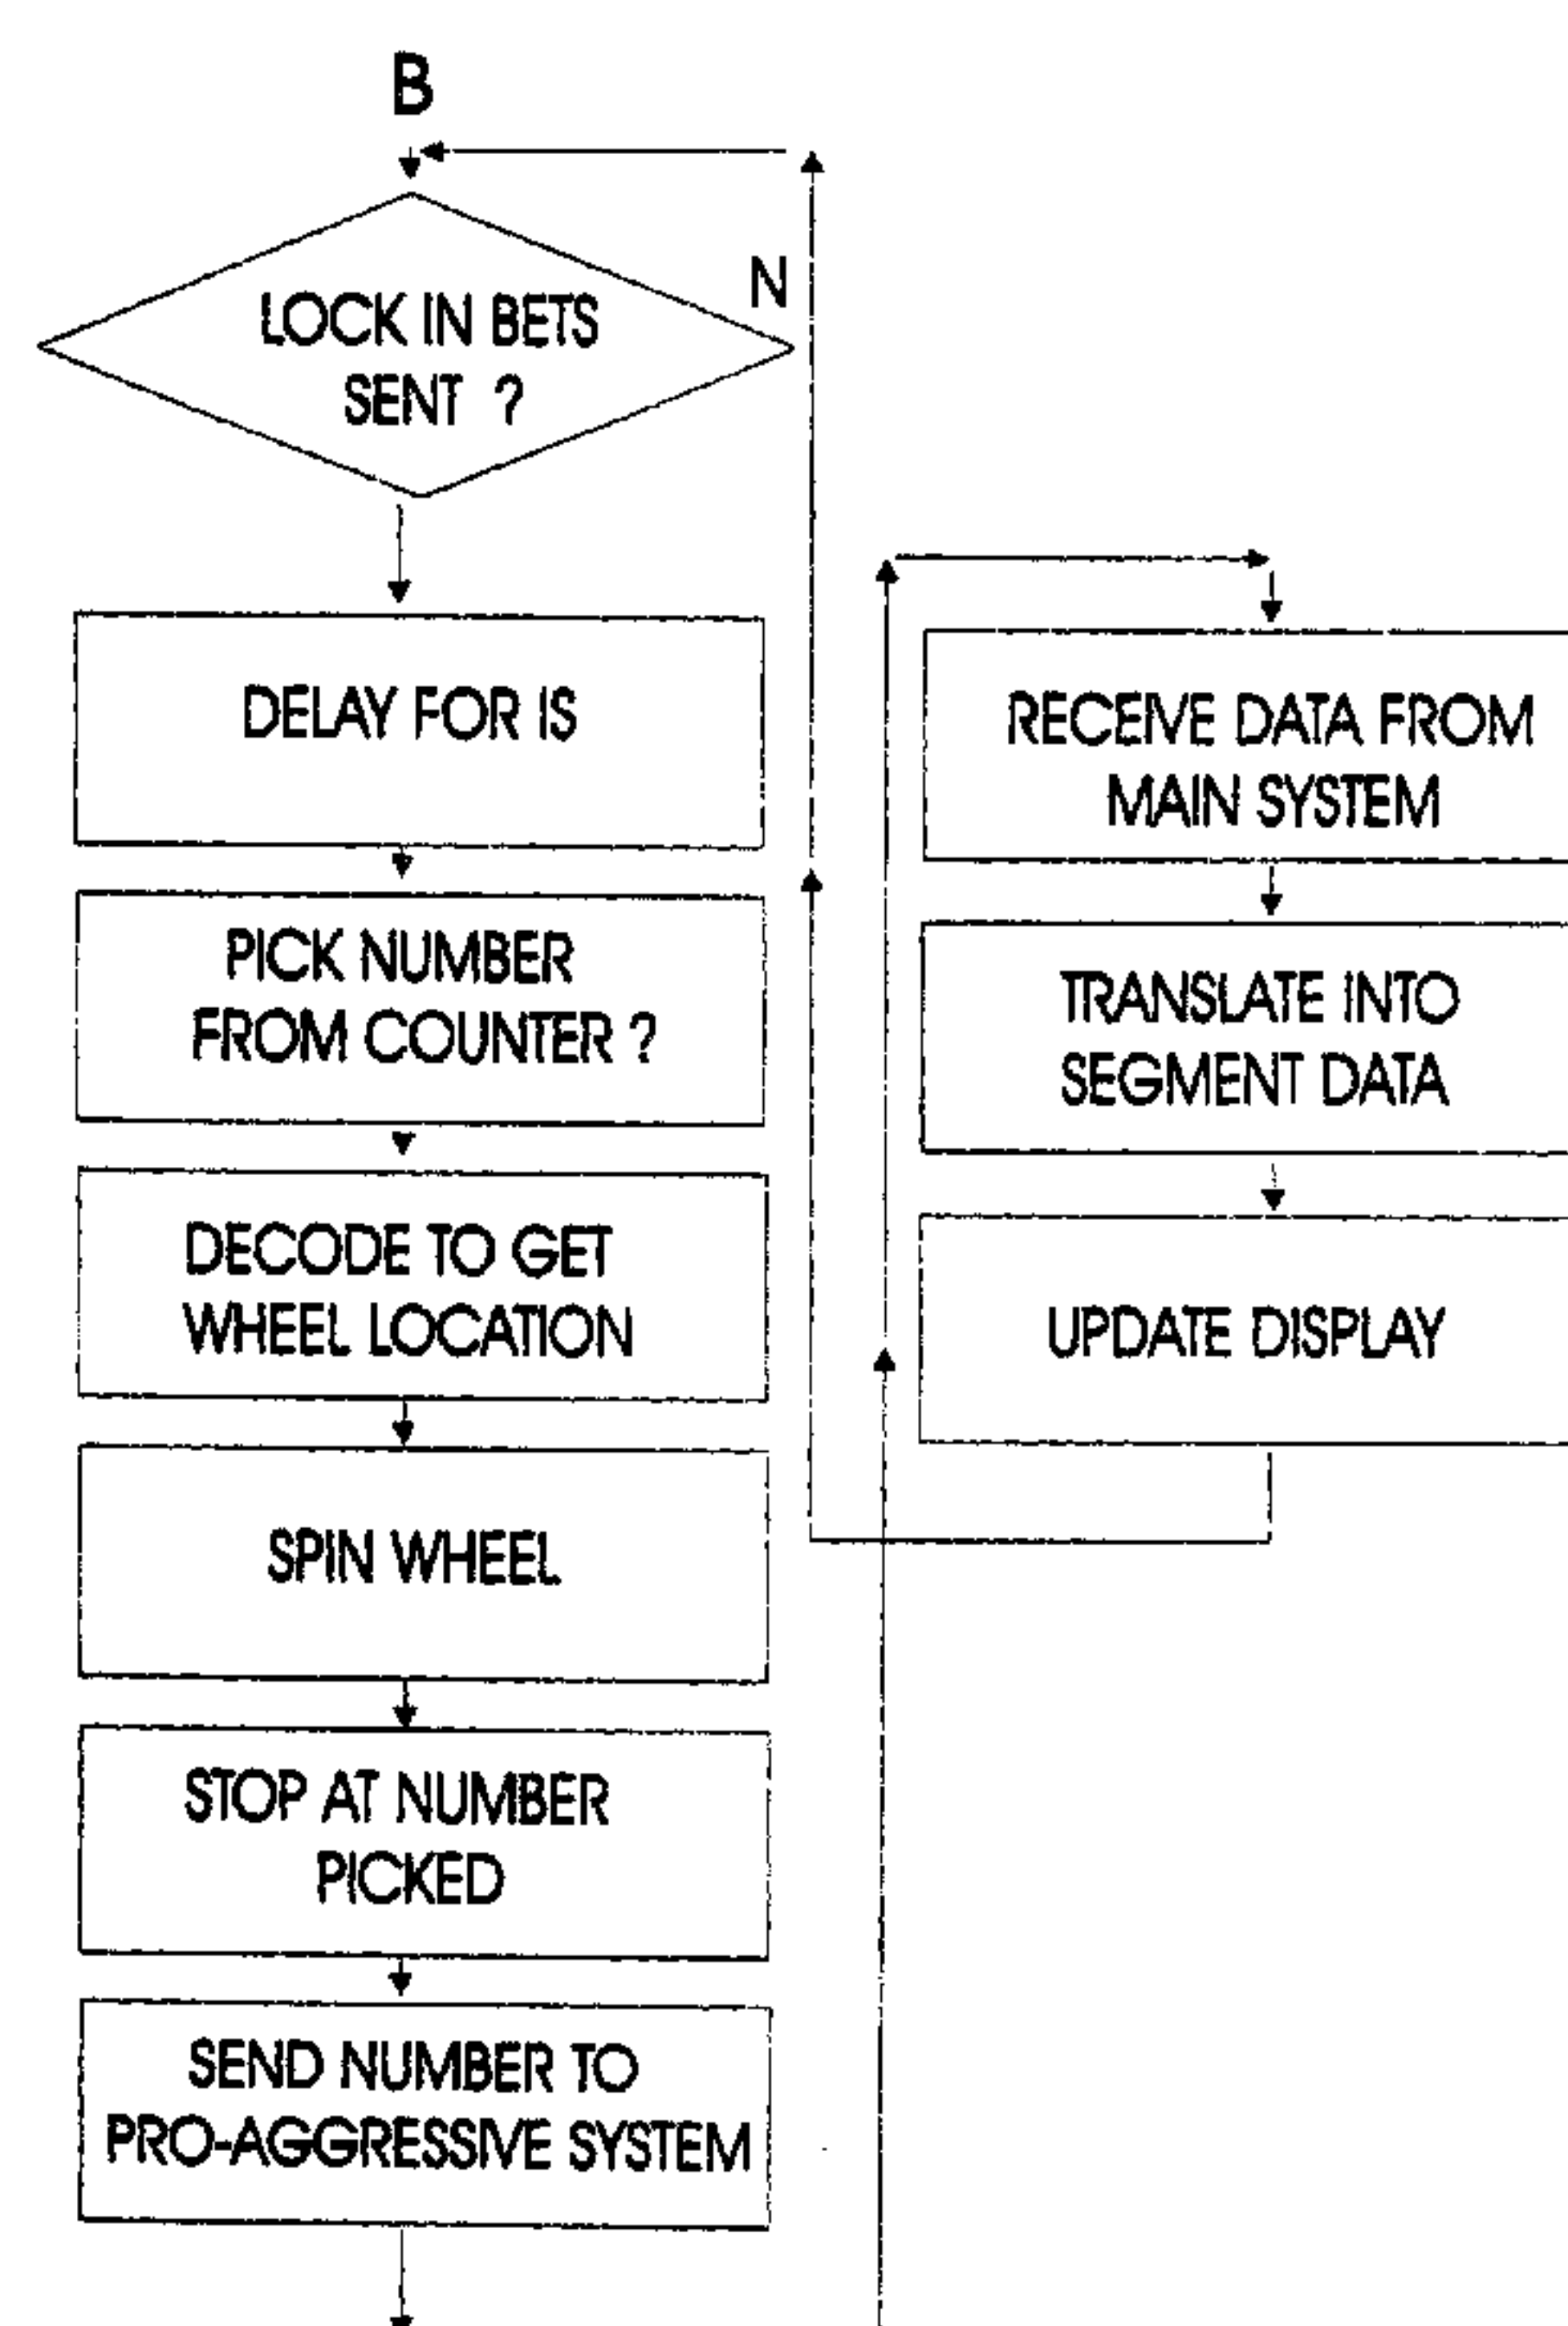 B
LOCK IN BETS
SENT ?
N
DELAY FOR IS
PICK NUMBER
FROM COUNTER ?
DECODE TO GET
WHEEL LOCATION
SPIN WHEEL
STOP AT NUMBER
PICKED
SEND NUMBER TO
PRO-AGGRESSIVE SYSTEM
RECEIVE DATA FROM
MAIN SYSTEM
TRANSLATE INTO
SEGMENT DATA
UPDATE DISPLAY